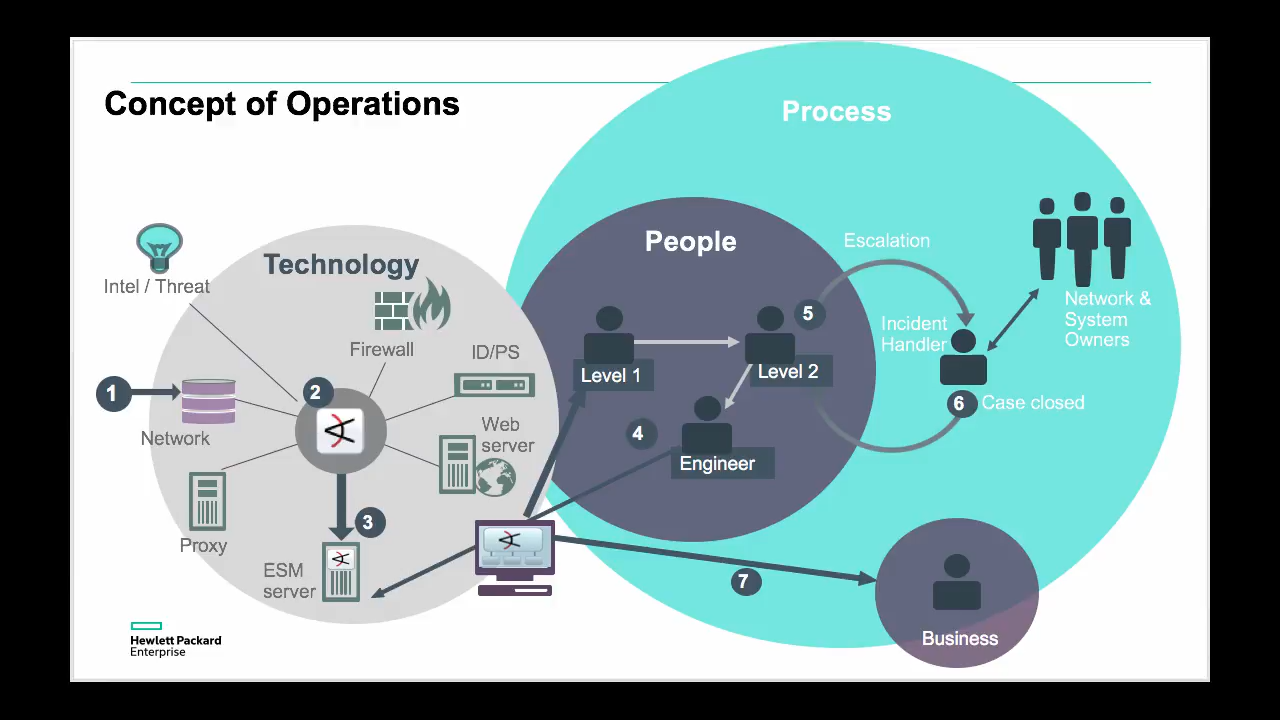 Concept of Operations
Process
People
Technology
Intel / Threat
Firewall
ID/PS
Web
server
1
2
Network
Proxy
3
ESM
server
Level 1
Level 2
5
4
Engineer
Escalation
Incident
Handler
Network &
System
Owners
6
Case closed
7
Business
Hewlett Packard
Enterprise